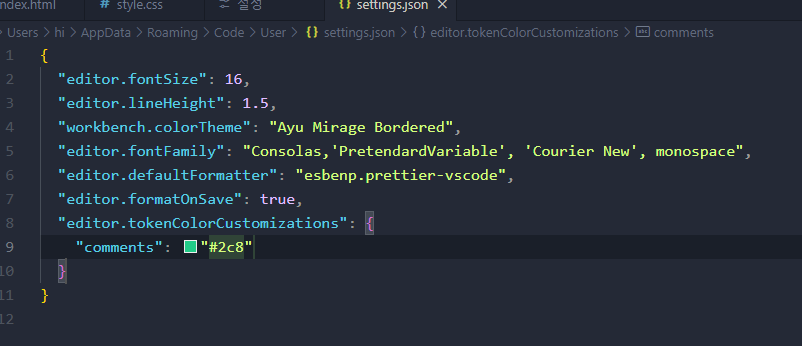 ndex.html # style.css 설정 {} settings.json ×
> Users > hi > AppData > Roaming > Code > User > {} settings.json > {} editor.tokenColorCustomizations > abc comments
1 {
2 "editor.fontSize": 16,
3 "editor.lineHeight": 1.5,
4 "workbench.colorTheme": "Ayu Mirage Bordered",
5 "editor.fontFamily": "Consolas,'PretendardVariable', 'Courier New', monospace",
6 "editor.defaultFormatter": "esbenp.prettier-vscode",
7 "editor.formatOnSave": true,
8 "editor.tokenColorCustomizations": {
9 "comments": "#2c8"
10 }
11 }
12